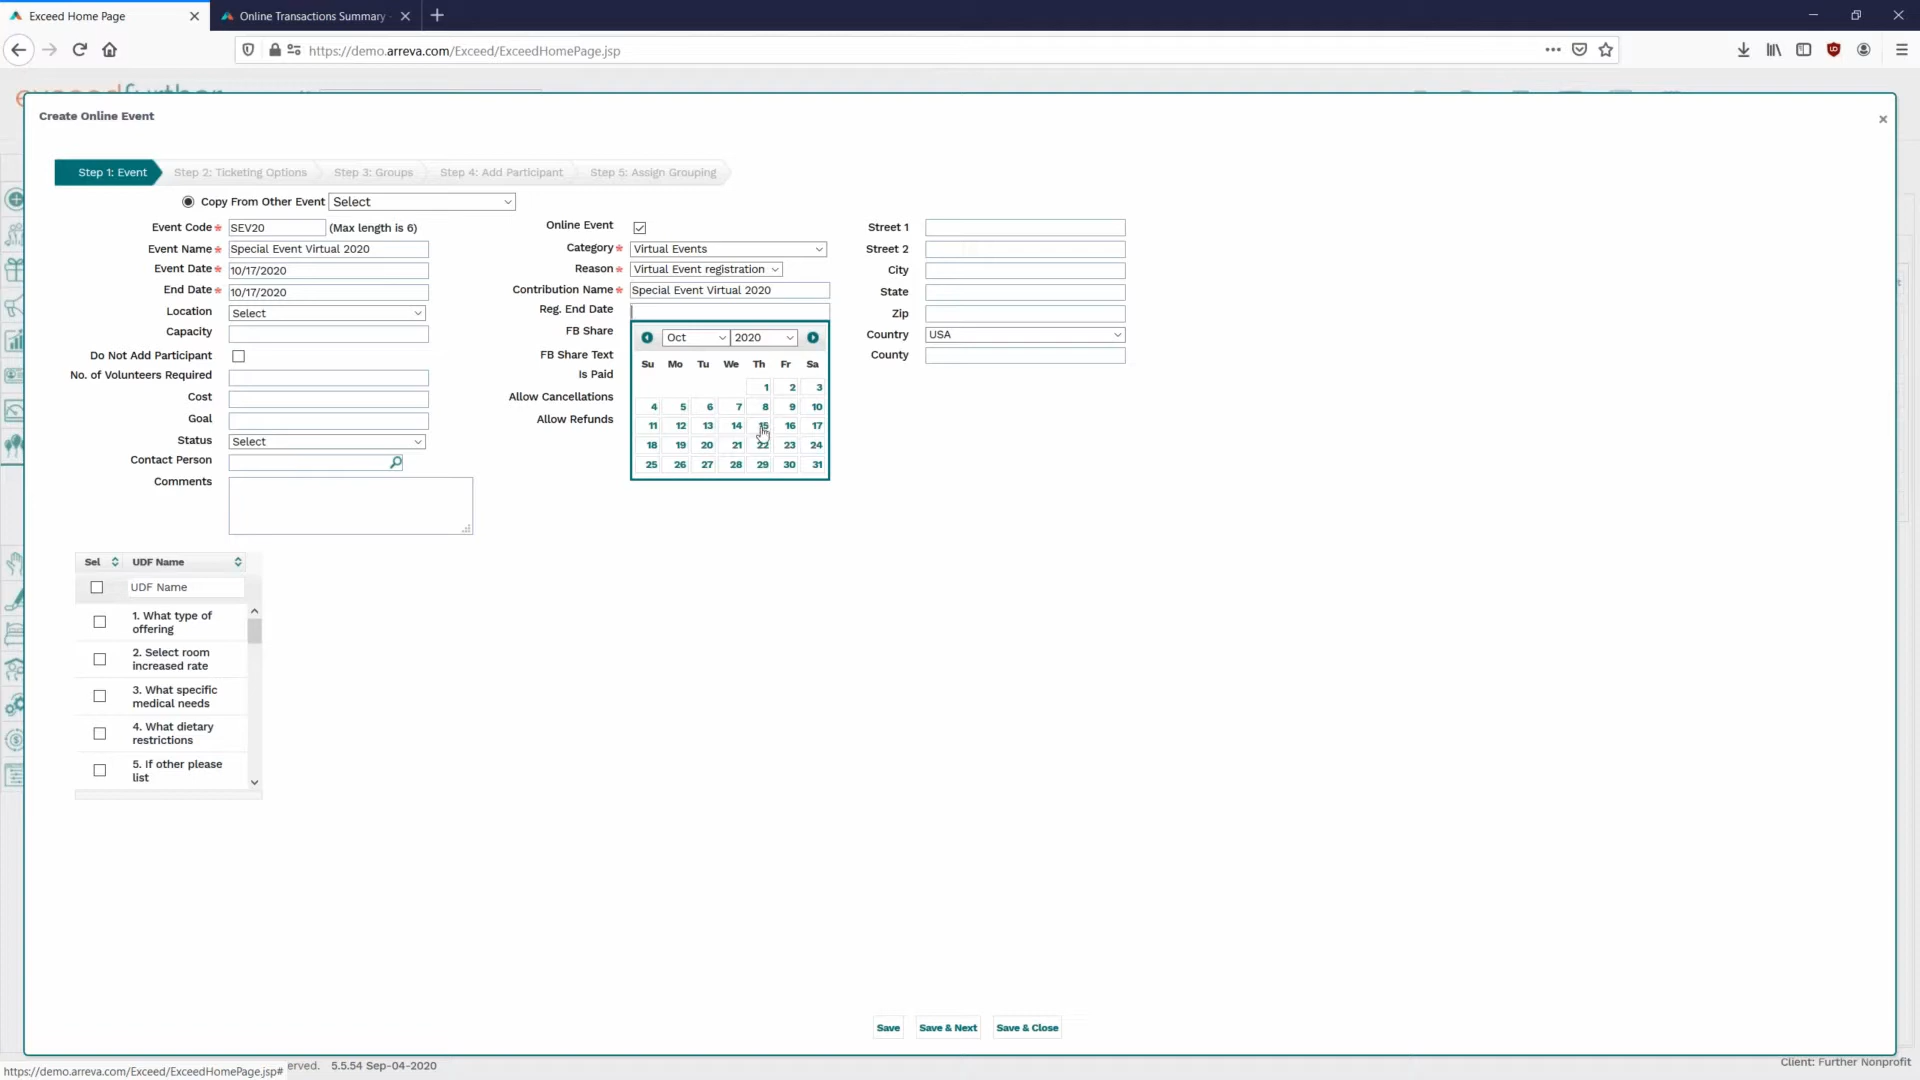 Exceed Home Page
Online Transactions Summary
https://demo.arreva.com/Exceed/ExceedHomePage.jsp
Create Online Event
Step 1: Event
Step 2: Ticketing Options
Step 3: Groups
Step 4: Add Participant
Step 5: Assign Grouping
Copy From Other Event Select
Event Code* SEV20 (Max length is 6)
Event Name* Special Event Virtual 2020
Event Date* 10/17/2020
End Date* 10/17/2020
Location Select
Capacity
Do Not Add Participant
No. of Volunteers Required
Cost
Goal
Status Select
Contact Person
Comments
Online Event
Category* Virtual Events
Reason* Virtual Event registration
Contribution Name* Special Event Virtual 2020
Reg. End Date
FB Share
FB Share Text
Is Paid
Allow Cancellations
Allow Refunds
Oct 2020
Su Mo Tu We Th Fr Sa
1 2 3
4 5 6 7 8 9 10
11 12 13 14 15 16 17
18 19 20 21 22 23 24
25 26 27 28 29 30 31
Street 1
Street 2
City
State
Zip
Country USA
County
Sel UDF Name
UDF Name
1. What type of
offering
2. Select room
increased rate
3. What specific
medical needs
4. What dietary
restrictions
5. If other please
list
Save Save & Next Save & Close
https://demo.arreva.com/Exceed/ExceedHomePage.jsp#
erved. 5.5.54 Sep-04-2020
Client: Further Nonprofit